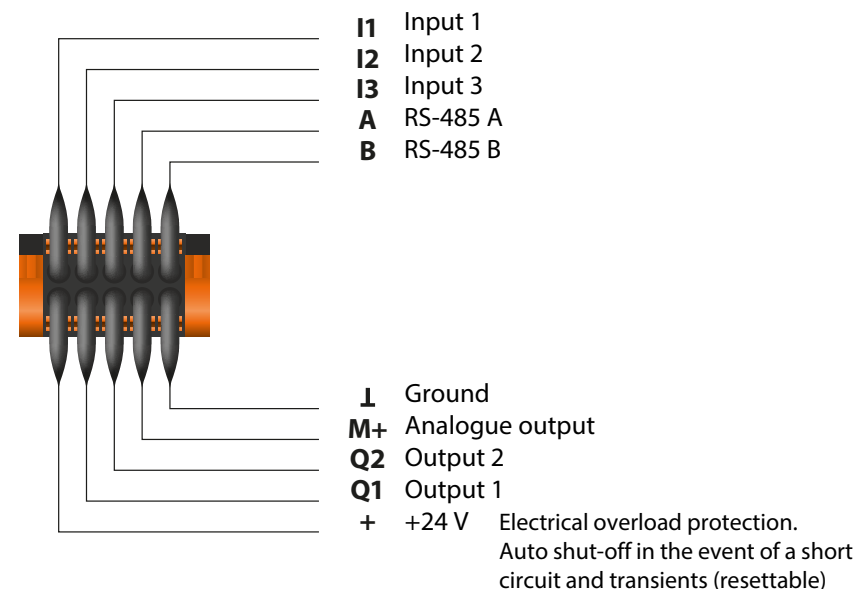 I1 Input 1
I2 Input 2
I3 Input 3
A RS-485 A
B RS-485 B
⊥ Ground
M+ Analogue output
Q2 Output 2
Q1 Output 1
+ +24 V Electrical overload protection.
Auto shut-off in the event of a short
circuit and transients (resettable)